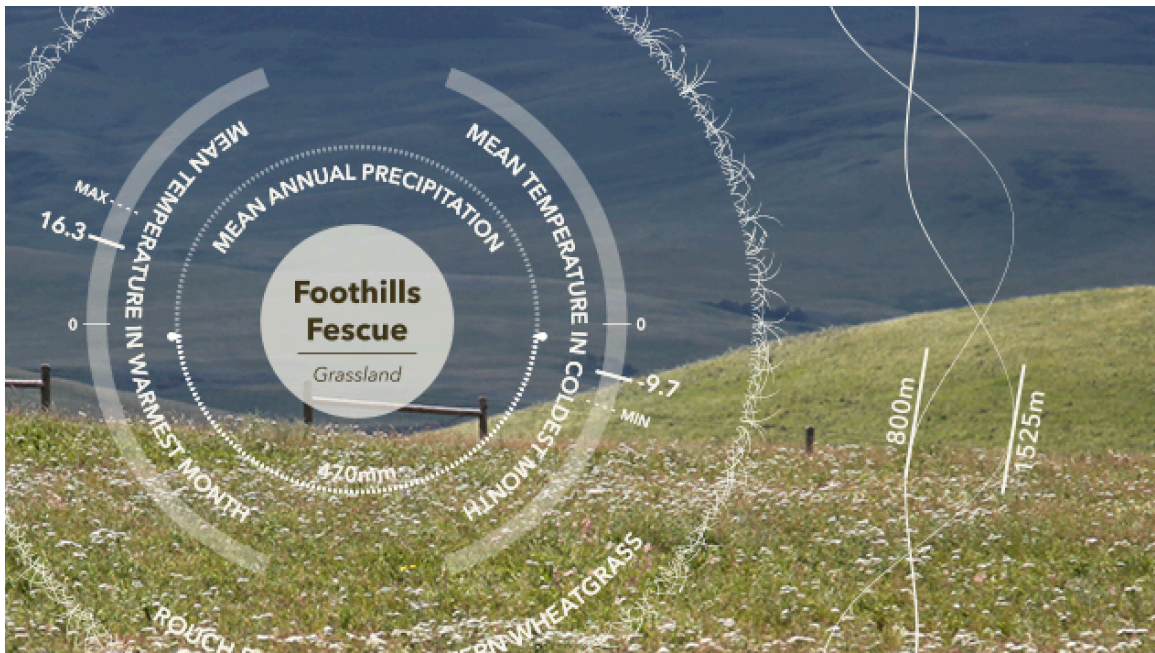 MEAN TEMPERATURE IN WARMEST MONTH
MEAN ANNUAL PRECIPITATION
MEAN TEMPERATURE IN COLDEST MONTH
MAX
16.3
0
Foothills
Fescue
Grassland
0
-9.7
MIN
470mm
800m
1525m
ROUGH
WHEATGRASS